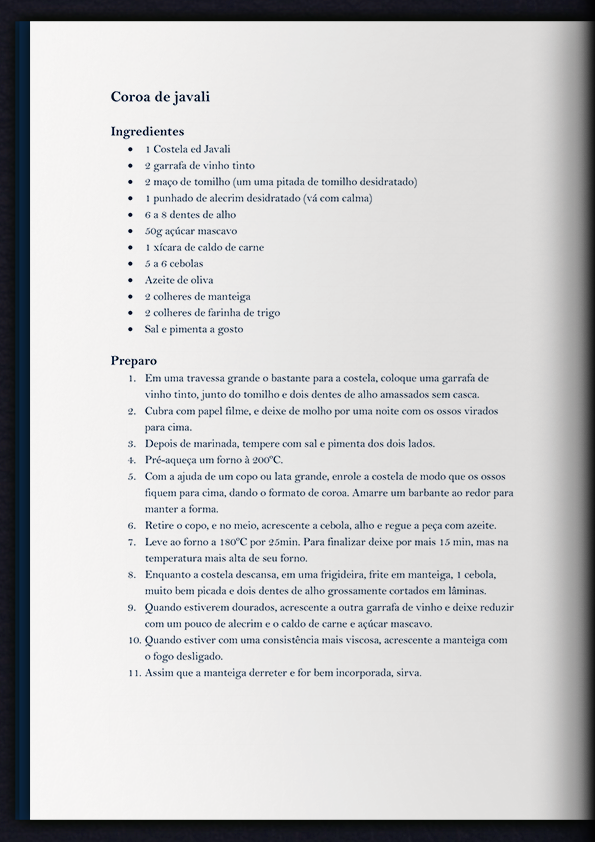 Coroa de javali
Ingredientes
• 1 Costela ed Javali
• 2 garrafa de vinho tinto
• 2 maço de tomilho (um uma pitada de tomilho desidratado)
• 1 punhado de alecrim desidratado (vá com calma)
• 6 a 8 dentes de alho
• 50g açúcar mascavo
• 1 xícara de caldo de carne
• 5 a 6 cebolas
• Azeite de oliva
• 2 colheres de manteiga
• 2 colheres de farinha de trigo
• Sal e pimenta a gosto
Preparo
1. Em uma travessa grande o bastante para a costela, coloque uma garrafa de
vinho tinto, junto do tomilho e dois dentes de alho amassados sem casca.
2. Cubra com papel filme, e deixe de molho por uma noite com os ossos virados
para cima.
3. Depois de marinada, tempere com sal e pimenta dos dois lados.
4. Pré-aqueça um forno à 200ºC.
5. Com a ajuda de um copo ou lata grande, enrole a costela de modo que os ossos
fiquem para cima, dando o formato de coroa. Amarre um barbante ao redor para
manter a forma.
6. Retire o copo, e no meio, acrescente a cebola, alho e regue a peça com azeite.
7. Leve ao forno a 180ºC por 25min. Para finalizar deixe por mais 15 min, mas na
temperatura mais alta de seu forno.
8. Enquanto a costela descansa, em uma frigideira, frite em manteiga, 1 cebola,
muito bem picada e dois dentes de alho grossamente cortados em lâminas.
9. Quando estiverem dourados, acrescente a outra garrafa de vinho e deixe reduzir
com um pouco de alecrim e o caldo de carne e açúcar mascavo.
10. Quando estiver com uma consistência mais viscosa, acrescente a manteiga com
o fogo desligado.
11. Assim que a manteiga derreter e for bem incorporada, sirva.